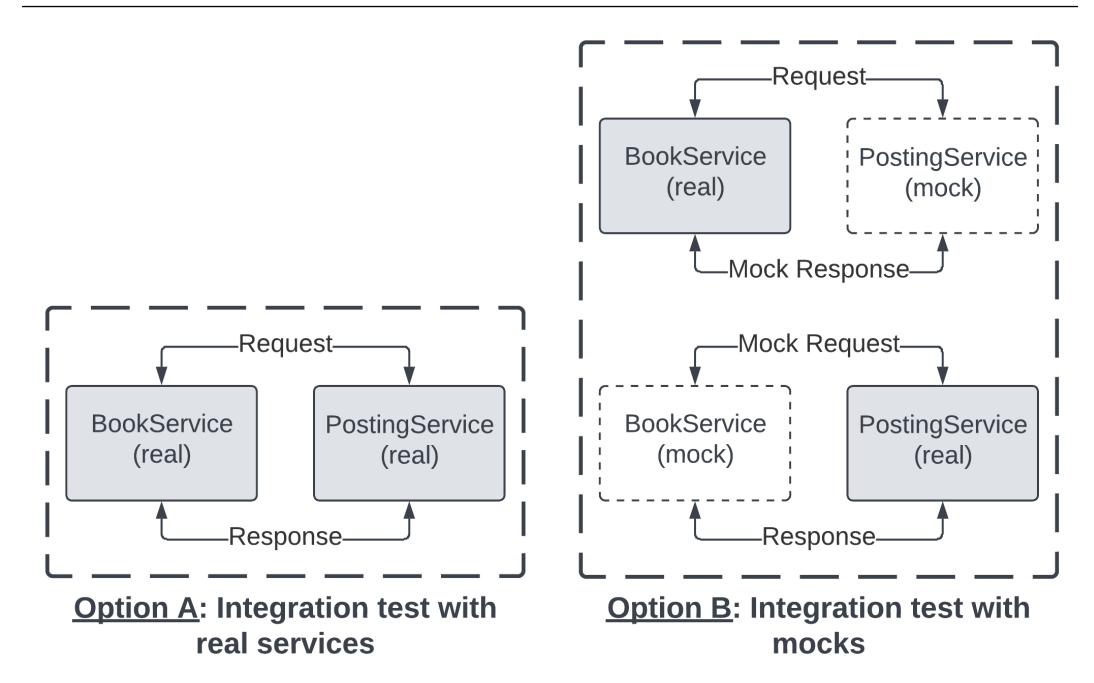 Request
BookService
(real)
PostingService
(real)
Response
Option A: Integration test with
real services
Request
BookService
(real)
PostingService
(mock)
Mock Response
Mock Request
BookService
(mock)
PostingService
(real)
Response
Option B: Integration test with
mocks